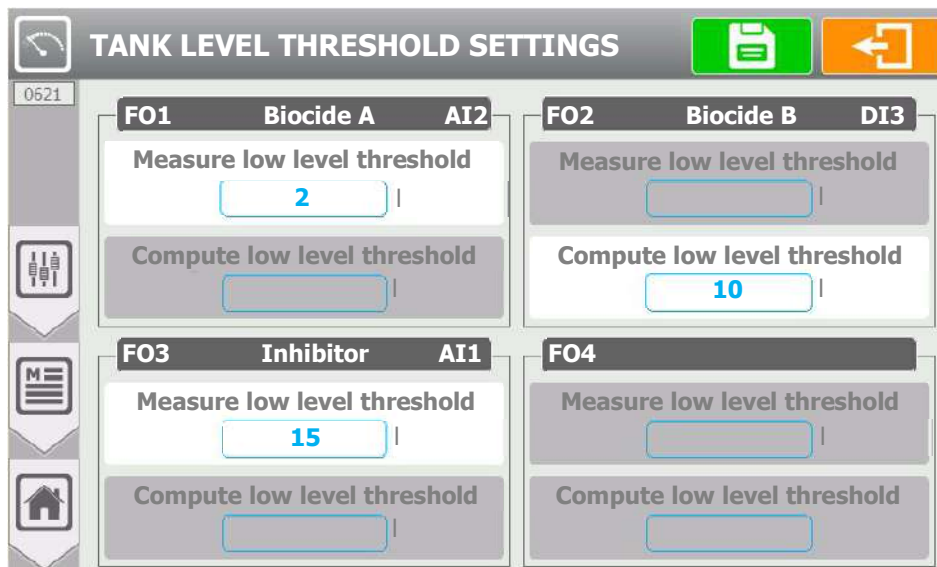 TANK LEVEL THRESHOLD SETTINGS
0621
FO1 Biocide A AI2
Measure low level threshold
2 l
Compute low level threshold
l
FO2 Biocide B DI3
Measure low level threshold
l
Compute low level threshold
10 l
M
FO3 Inhibitor AI1
Measure low level threshold
15 l
Compute low level threshold
l
FO4
Measure low level threshold
l
Compute low level threshold